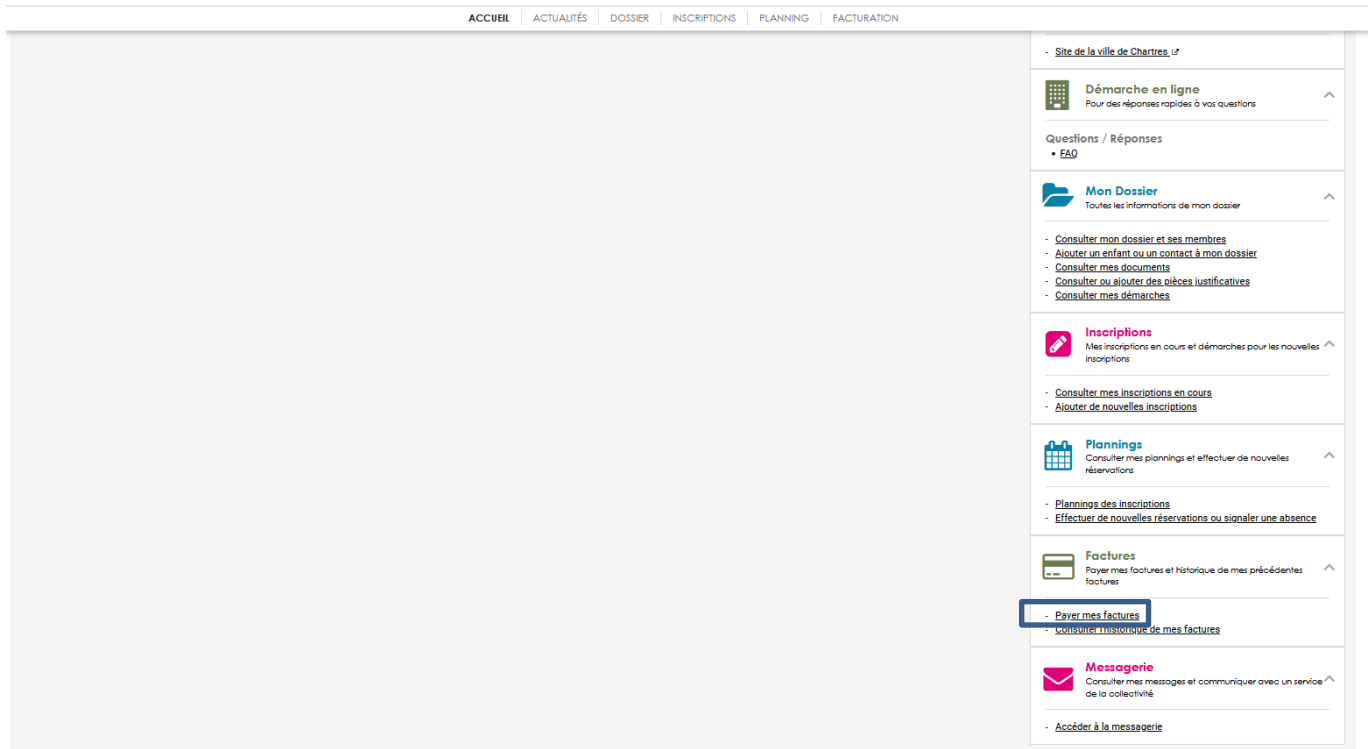 ACCUEIL ACTUALITÉS DOSSIER INSCRIPTIONS PLANNING FACTURATION
- Site de la ville de Chartres
Démarche en ligne
Pour des réponses rapides à vos questions
Questions / Réponses
• FAQ
Mon Dossier
Toutes les informations de mon dossier
- Consulter mon dossier et ses membres
- Ajouter un enfant ou un contact à mon dossier
- Consulter mes documents
- Consulter ou ajouter des pièces justificatives
- Consulter mes démarches
Inscriptions
Mes inscriptions en cours et démarches pour les nouvelles
inscriptions
- Consulter mes inscriptions en cours
- Ajouter de nouvelles inscriptions
Plannings
Consulter mes plannings et effectuer de nouvelles
réservations
- Plannings des inscriptions
- Effectuer de nouvelles réservations ou signaler une absence
Factures
Payer mes factures et historique de mes précédentes
factures
- Payer mes factures
- Consulter l'historique de mes factures
Messagerie
Consulter mes messages et communiquer avec un service
de la collectivité
- Accéder à la messagerie